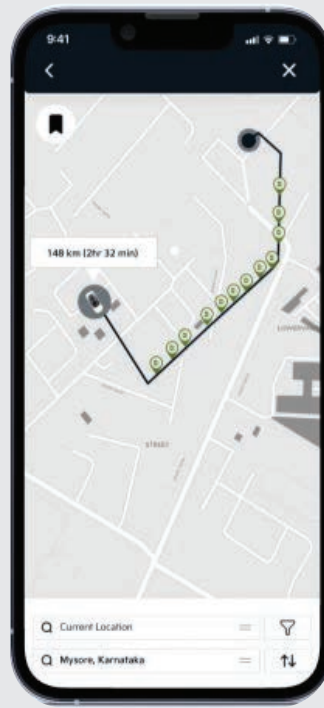 9:41
148 km (2hr 32 min)
STREET
Current Location
Mysore, Karnataka